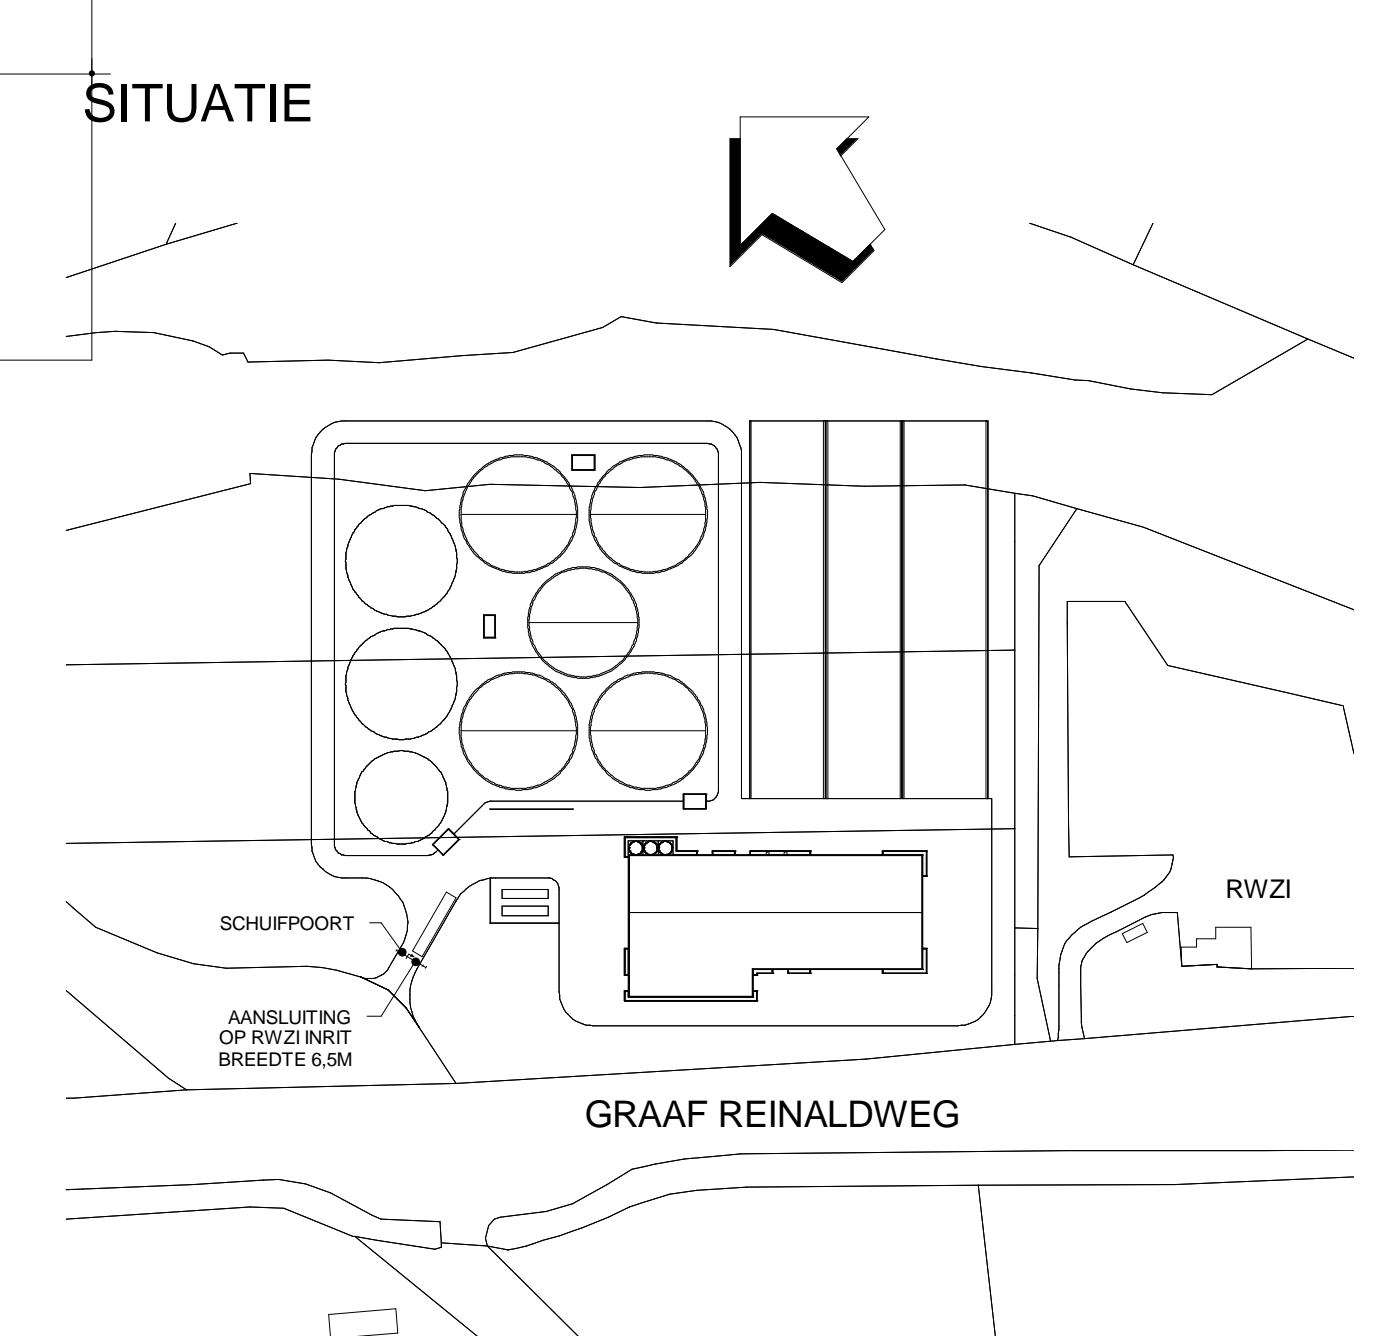 SITUATIE
RWZI
SCHUIFPOORT
AANSLUITING
OP RWZI INRIT
BREEDTE 6,5M
GRAAF REINALDWEG